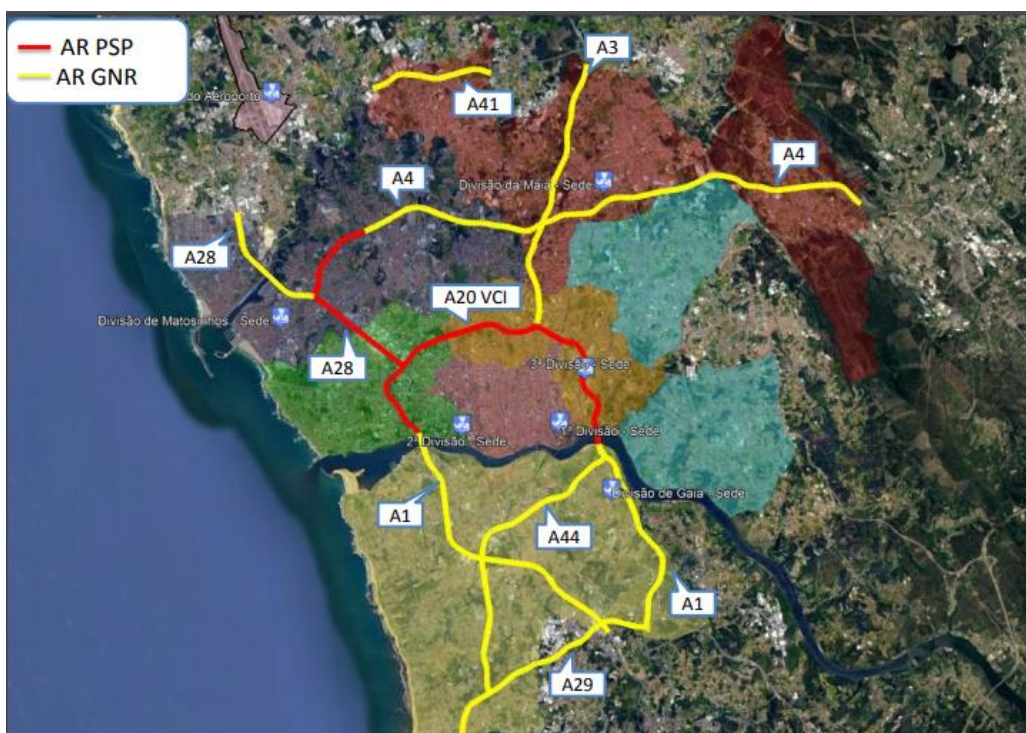 AR PSP
AR GNR
A3
do Aeroporto
A41
A4
A4
Divisão da Maia - Sede
A28
A20 VCI
Divisão de Matosinhos - Sede
A28
3ª Divisão - Sede
2ª Divisão - Sede
1ª Divisão - Sede
Divisão de Gaia - Sede
A1
A44
A1
A29